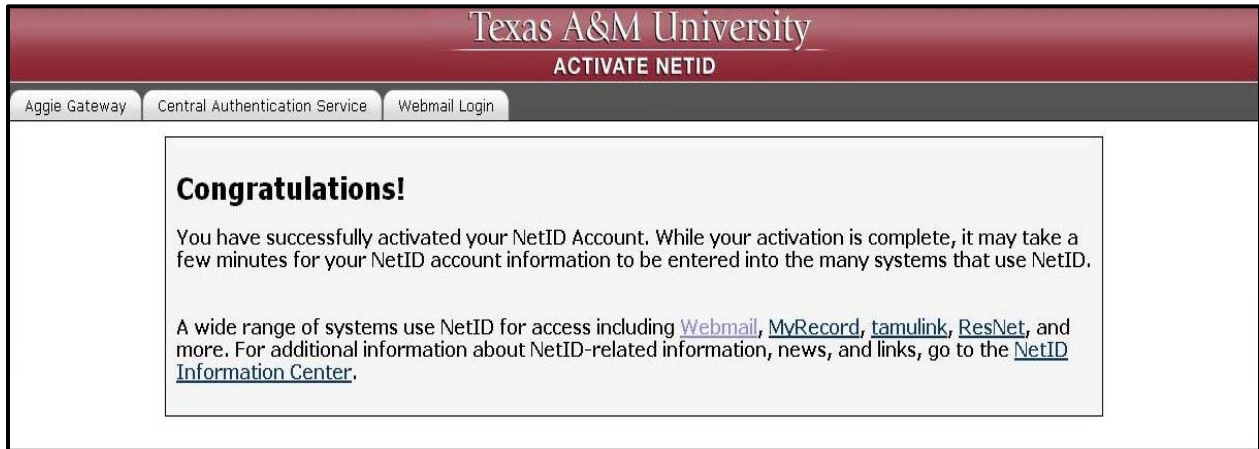 Texas A&M University
ACTIVATE NETID
Aggie Gateway Central Authentication Service Webmail Login
Congratulations!
You have successfully activated your NetID Account. While your activation is complete, it may take a
few minutes for your NetID account information to be entered into the many systems that use NetID.
A wide range of systems use NetID for access including Webmail, MyRecord, tamulink, ResNet, and
more. For additional information about NetID-related information, news, and links, go to the NetID
Information Center.